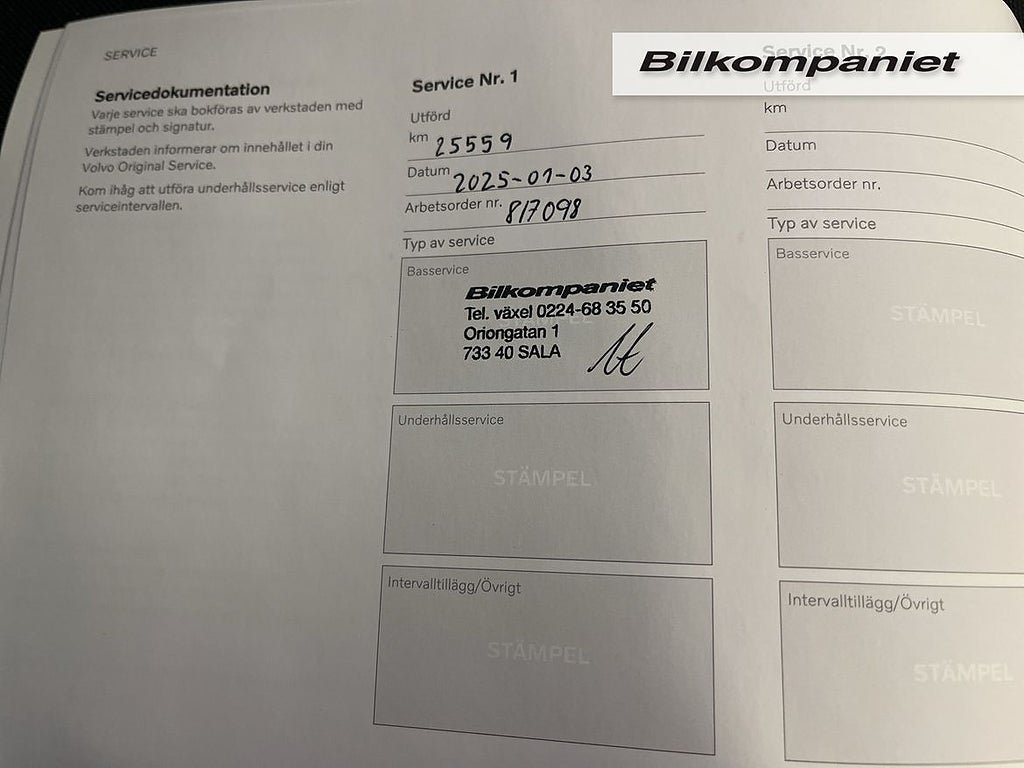 SERVICE
Servicedokumentation
Varje service ska bokföras av verkstaden med
stämpel och signatur.
Verkstaden informerar om innehållet i din
Volvo Original Service.
Kom ihåg att utföra underhållsservice enligt
serviceintervallen.
Service Nr. 1
Utförd
km 25559
Datum 2025-01-03
Arbetsorder nr. 817098
Typ av service
Basservice
STÄMPEL
Bilkompaniet
Tel. växel 0224-68 35 50
Oriongatan 1
733 40 SALA
Underhållsservice
STÄMPEL
Intervalltillägg/Övrigt
STÄMPEL
Bilkompaniet
Service Nr. 2
Utförd
km
Datum
Arbetsorder nr.
Typ av service
Basservice
STÄMPEL
Underhållsservice
STÄMPEL
Intervalltillägg/Övrigt
STÄMPEL